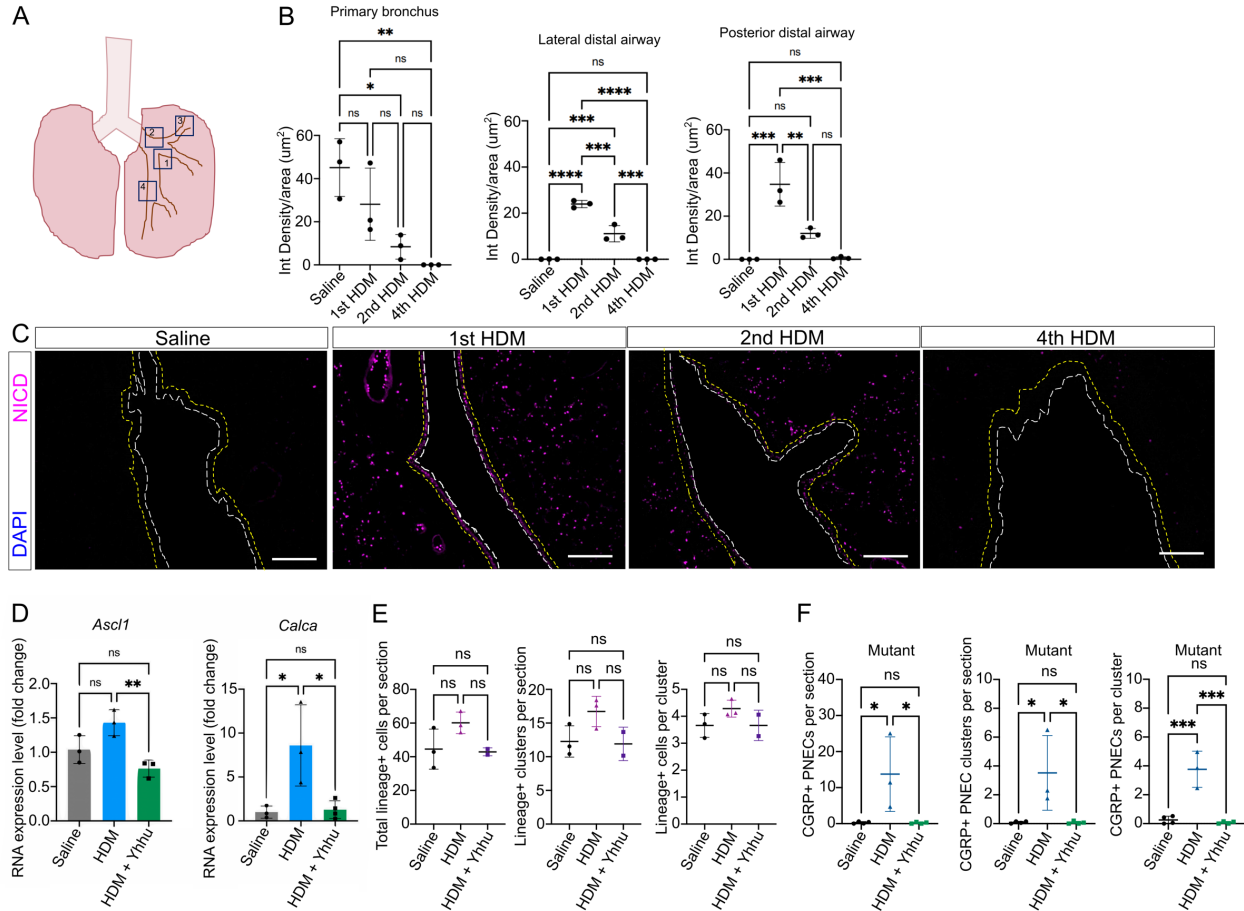 A
3
2
1
4
B
Primary bronchus
**
ns
*
ns
ns
ns
Int Density/area (um²)
60
50
40
30
20
10
0
Saline
1st HDM
2nd HDM
4th HDM
Lateral distal airway
ns
****
***
***
****
***
Int Density/area (um²)
60
40
20
0
Saline
1st HDM
2nd HDM
4th HDM
Posterior distal airway
ns
***
ns
***
**
ns
Int Density/area (um²)
60
40
20
0
Saline
1st HDM
2nd HDM
4th HDM
C
Saline
1st HDM
2nd HDM
4th HDM
DAPI
NICD
D
Ascl1
ns
ns
**
RNA expression level (fold change)
2.0
1.5
1.0
0.5
0.0
Saline
HDM
HDM + Yhhu
Calca
ns
*
*
RNA expression level (fold change)
15
10
5
0
Saline
HDM
HDM + Yhhu
E
ns
ns
ns
Total lineage+ cells per section
100
80
60
40
20
0
Saline
HDM
HDM + Yhhu
ns
ns
ns
Lineage+ clusters per section
20
15
10
5
0
Saline
HDM
HDM + Yhhu
ns
ns
ns
Lineage+ cells per cluster
5
4
3
2
1
0
Saline
HDM
HDM + Yhhu
F
Mutant
ns
*
*
CGRP+ PNECs per section
40
30
20
10
0
Saline
HDM
HDM + Yhhu
Mutant
ns
*
*
CGRP+ PNEC clusters per section
8
6
4
2
0
Saline
HDM
HDM + Yhhu
Mutant
ns
***
***
CGRP+ PNECs per cluster
8
6
4
2
0
Saline
HDM
HDM + Yhhu